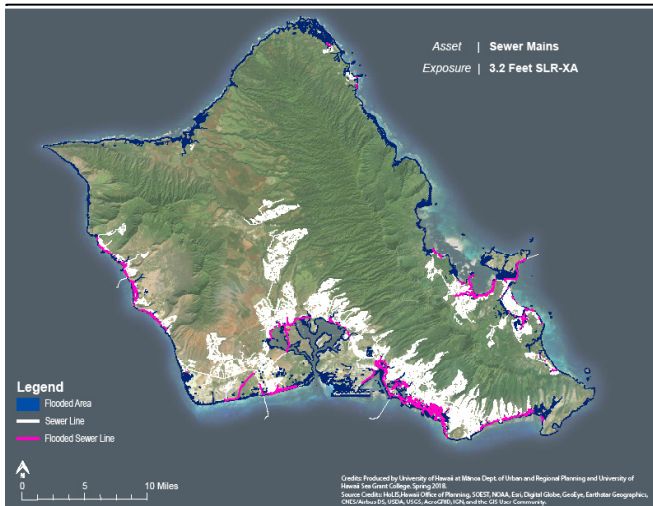 Asset | Sewer Mains
Exposure | 3.2 Feet SLR-XA
Legend
Flooded Area
Sewer Line
Flooded Sewer Line
N
0 5 10 Miles
Credits: Produced by University of Hawaii at Mānoa Dept. of Urban and Regional Planning and University of
Hawaii Sea Grant College. Spring 2018.
Source Credits: HoLIS,Hawaii Office of Planning, SOEST, NOAA, Esri, Digital Globe, GeoEye, Earthstar Geographics,
CNES/Airbus DS, USDA, USGS, AeroGRID, IGN, and the GIS User Community.